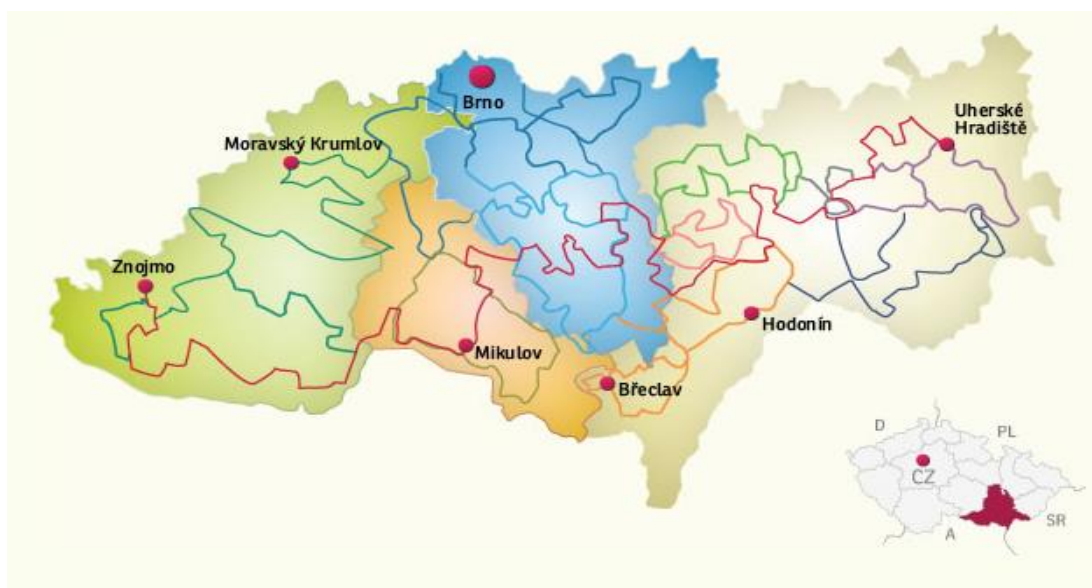 Brno
Uherské
Hradiště
Moravský Krumlov
Znojmo
Hodonín
Mikulov
Břeclav
D
PL
CZ
SR
A